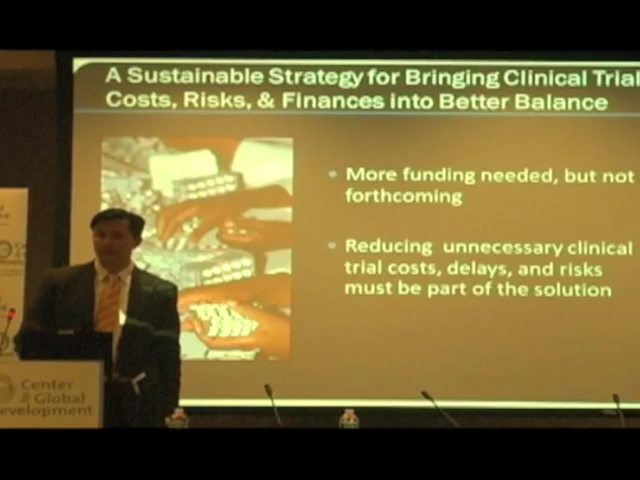 A Sustainable Strategy for Bringing Clinical Trial
Costs, Risks, & Finances into Better Balance
• More funding needed, but not
forthcoming
• Reducing unnecessary clinical
trial costs, delays, and risks
must be part of the solution
Center
Global
Development